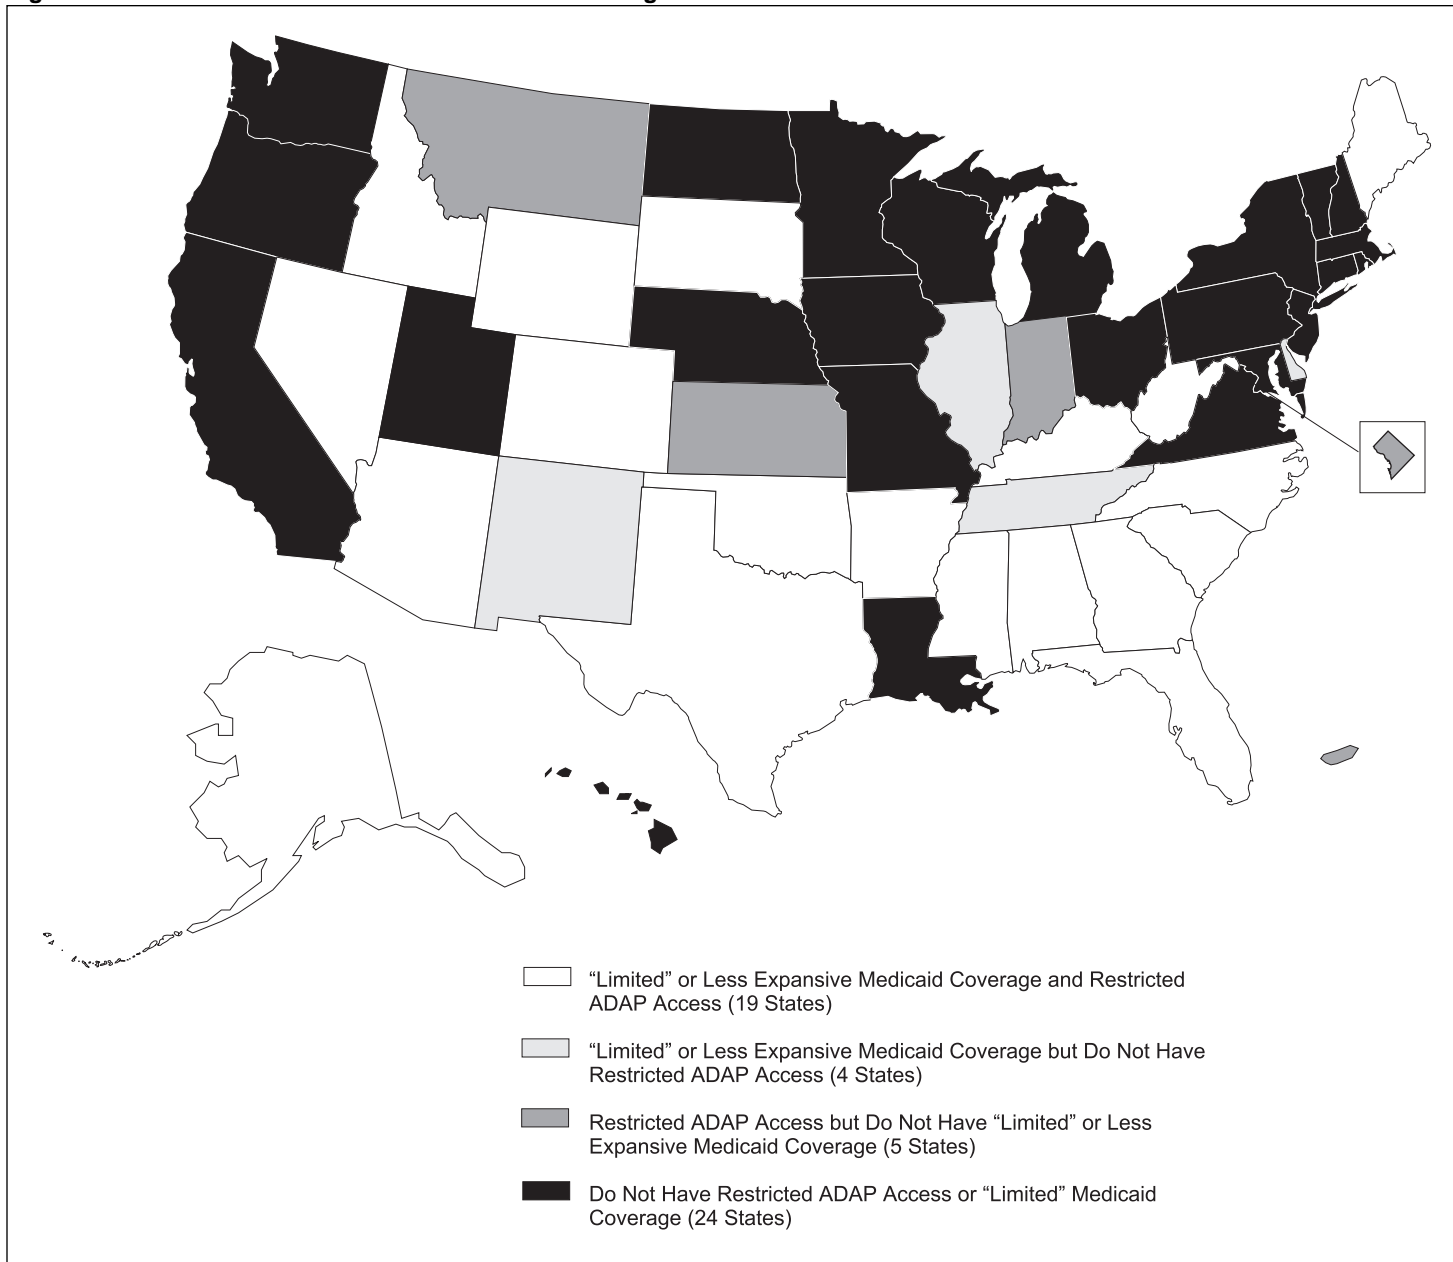 “Limited” or Less Expansive Medicaid Coverage and Restricted
ADAP Access (19 States)
“Limited” or Less Expansive Medicaid Coverage but Do Not Have
Restricted ADAP Access (4 States)
Restricted ADAP Access but Do Not Have “Limited” or Less
Expansive Medicaid Coverage (5 States)
Do Not Have Restricted ADAP Access or “Limited” Medicaid
Coverage (24 States)